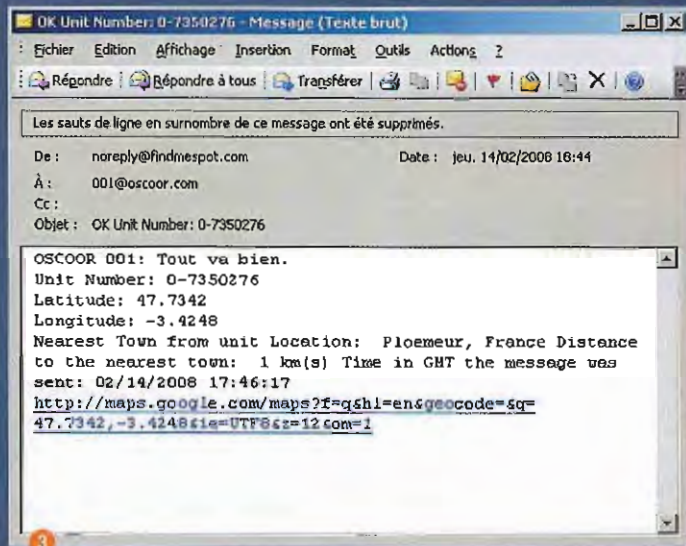 OK Unit Number: 0-7350276 - Message (Texte brut)
Fichier Edition Affichage Insertion Format Outils Actions ?
Répondre Répondre à tous Transférer
Les sauts de ligne en surnombre de ce message ont été supprimés.
De : noreply@findmespot.com Date : jeu. 14/02/2008 18:44
À : 001@oscoor.com
Cc :
Objet : OK Unit Number: 0-7350276
OSCOOR 001: Tout va bien.
Unit Number: 0-7350276
Latitude: 47.7342
Longitude: -3.4248
Nearest Town from unit Location: Ploemeur, France Distance
to the nearest town: 1 km(s) Time in GMT the message was
sent: 02/14/2008 17:46:17
http://maps.google.com/maps?f=q&hl=en&geocode=&q=
47.7342,-3.4248&ie=UTF8&z=12&om=1
3